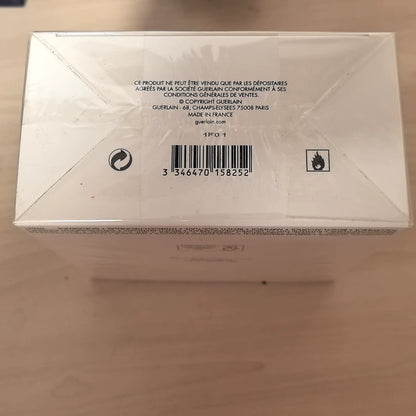 CE PRODUIT NE PEUT ÊTRE VENDU QUE PAR LES DÉPOSITAIRES
AGRÉÉS PAR LA SOCIÉTÉ GUERLAIN CONFORMÉMENT À SES
CONDITIONS GÉNÉRALES DE VENTES.
© COPYRIGHT GUERLAIN
GUERLAIN - 68, CHAMPS-ELYSEES 75008 PARIS
MADE IN FRANCE
guerlain.com
1P01
3 346470 158252